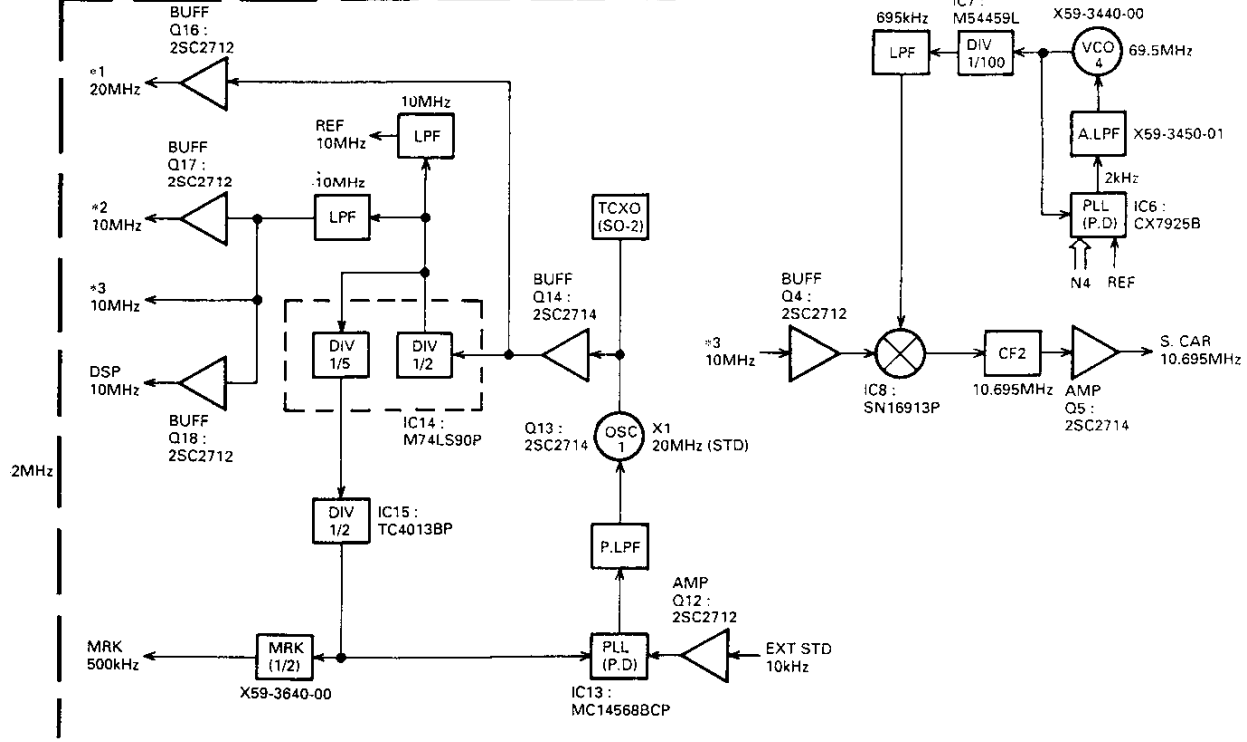 BUFF
Q16 :
2SC2712
*1
20MHz
10MHz
LPF
REF
10MHz
BUFF
Q17 :
2SC2712
10MHz
LPF
*2
10MHz
TCXO
(SO-2)
*3
10MHz
BUFF
Q14 :
2SC2714
DIV
1/5
DIV
1/2
DSP
10MHz
IC14 :
M74LS90P
BUFF
Q18 :
2SC2712
Q13 :
2SC2714
OSC
1
X1
20MHz (STD)
2MHz
DIV
1/2
IC15 :
TC4013BP
P.LPF
AMP
Q12 :
2SC2712
MRK
500kHz
MRK
(1/2)
X59-3640-00
PLL
(P.D)
EXT STD
10kHz
IC13 :
MC14568BCP
695kHz
LPF
IC7 :
M54459L
DIV
1/100
X59-3440-00
VCO
4
69.5MHz
A.LPF
X59-3450-01
2kHz
PLL
(P.D)
IC6 :
CX7925B
N4
REF
BUFF
Q4 :
2SC2712
*3
10MHz
IC8 :
SN16913P
CF2
10.695MHz
AMP
Q5 :
2SC2714
S. CAR
10.695MHz